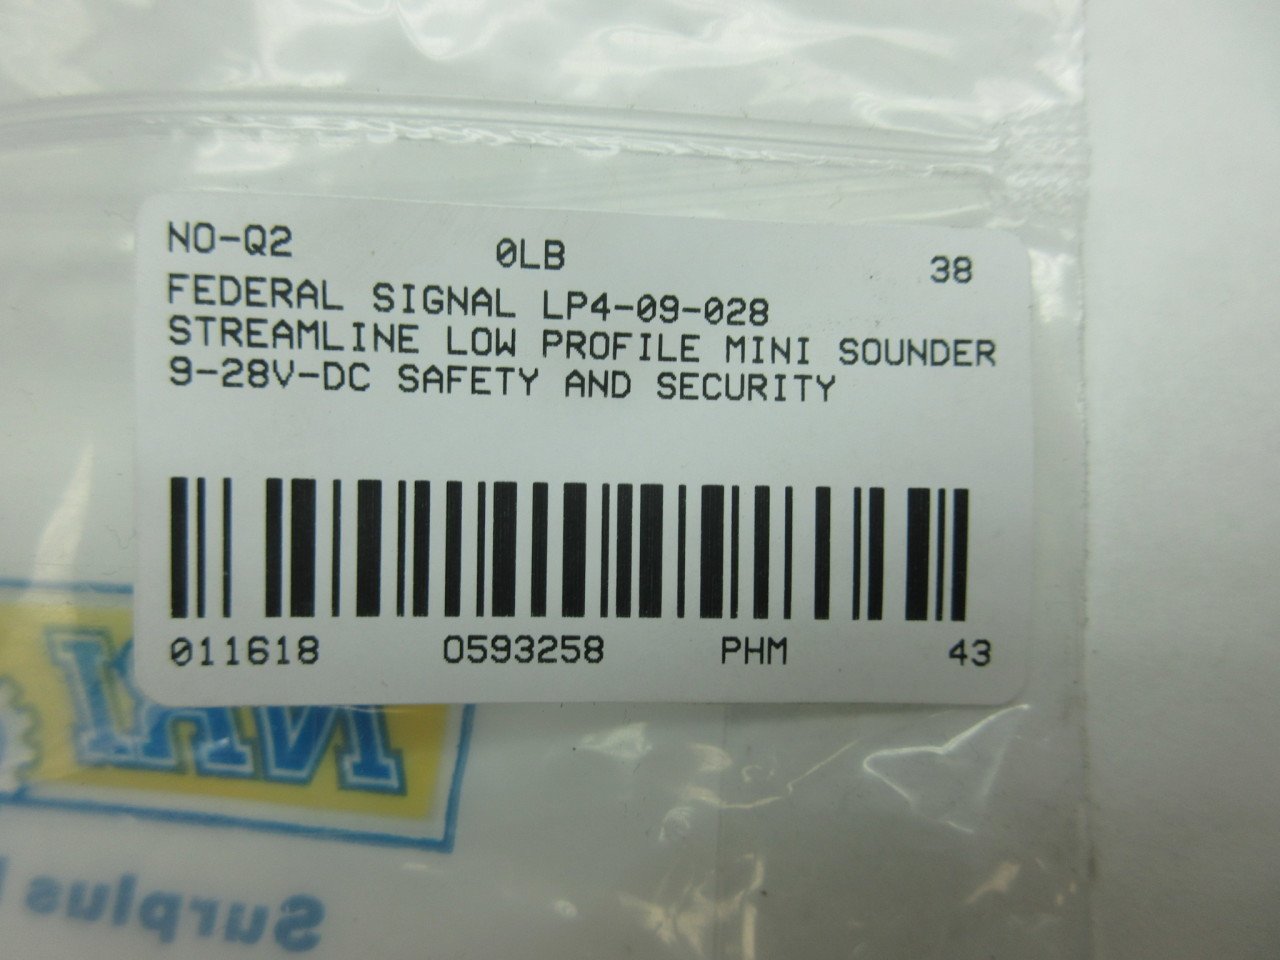 NO-Q2 0LB 38
FEDERAL SIGNAL LP4-09-028
STREAMLINE LOW PROFILE MINI SOUNDER
9-28V-DC SAFETY AND SECURITY
011618 0593258 PHM 43
Surplus